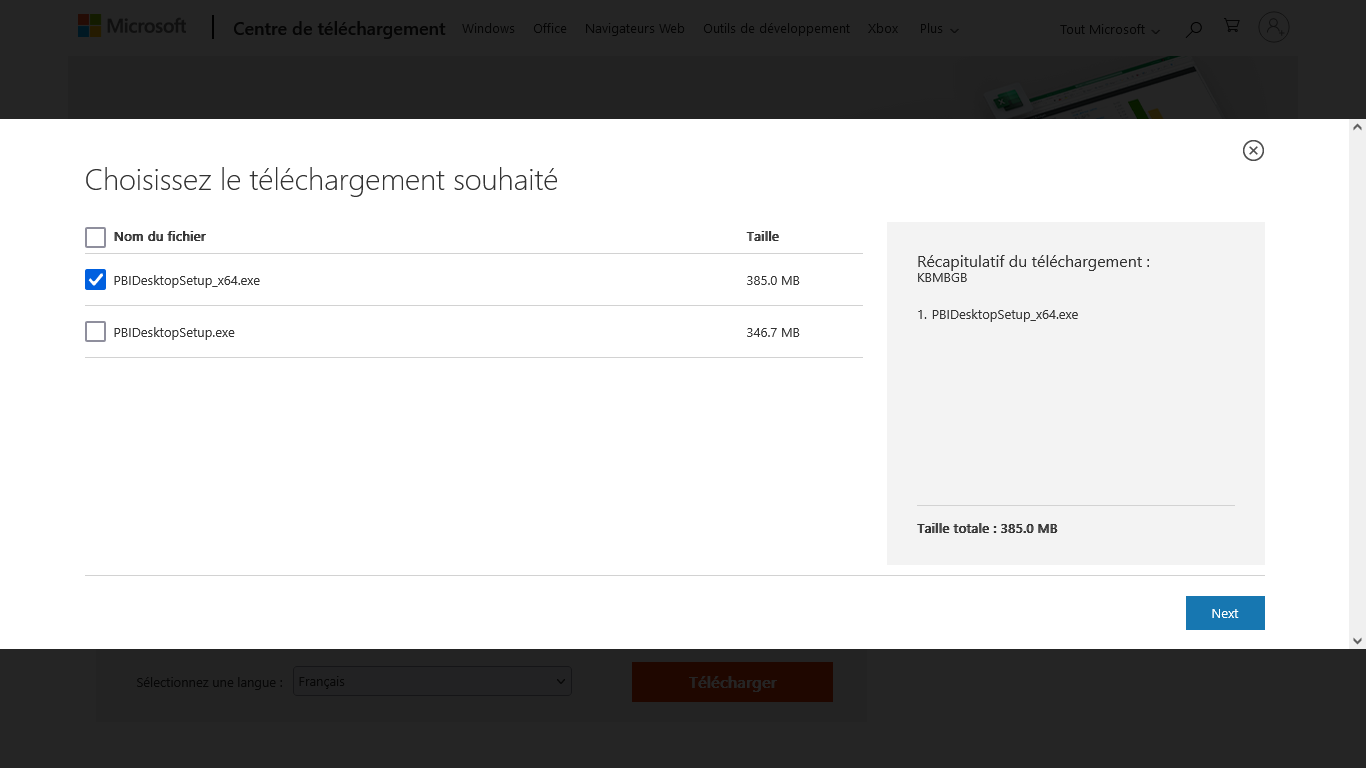 Microsoft
Centre de téléchargement
Windows
Office
Navigateurs Web
Outils de développement
Xbox
Plus
Tout Microsoft
Choisissez le téléchargement souhaité
Nom du fichier
Taille
PBIDesktopSetup_x64.exe
385.0 MB
PBIDesktopSetup.exe
346.7 MB
Récapitulatif du téléchargement :
KBMBGB
1. PBIDesktopSetup_x64.exe
Taille totale : 385.0 MB
Next
Sélectionnez une langue :
Français
Télécharger